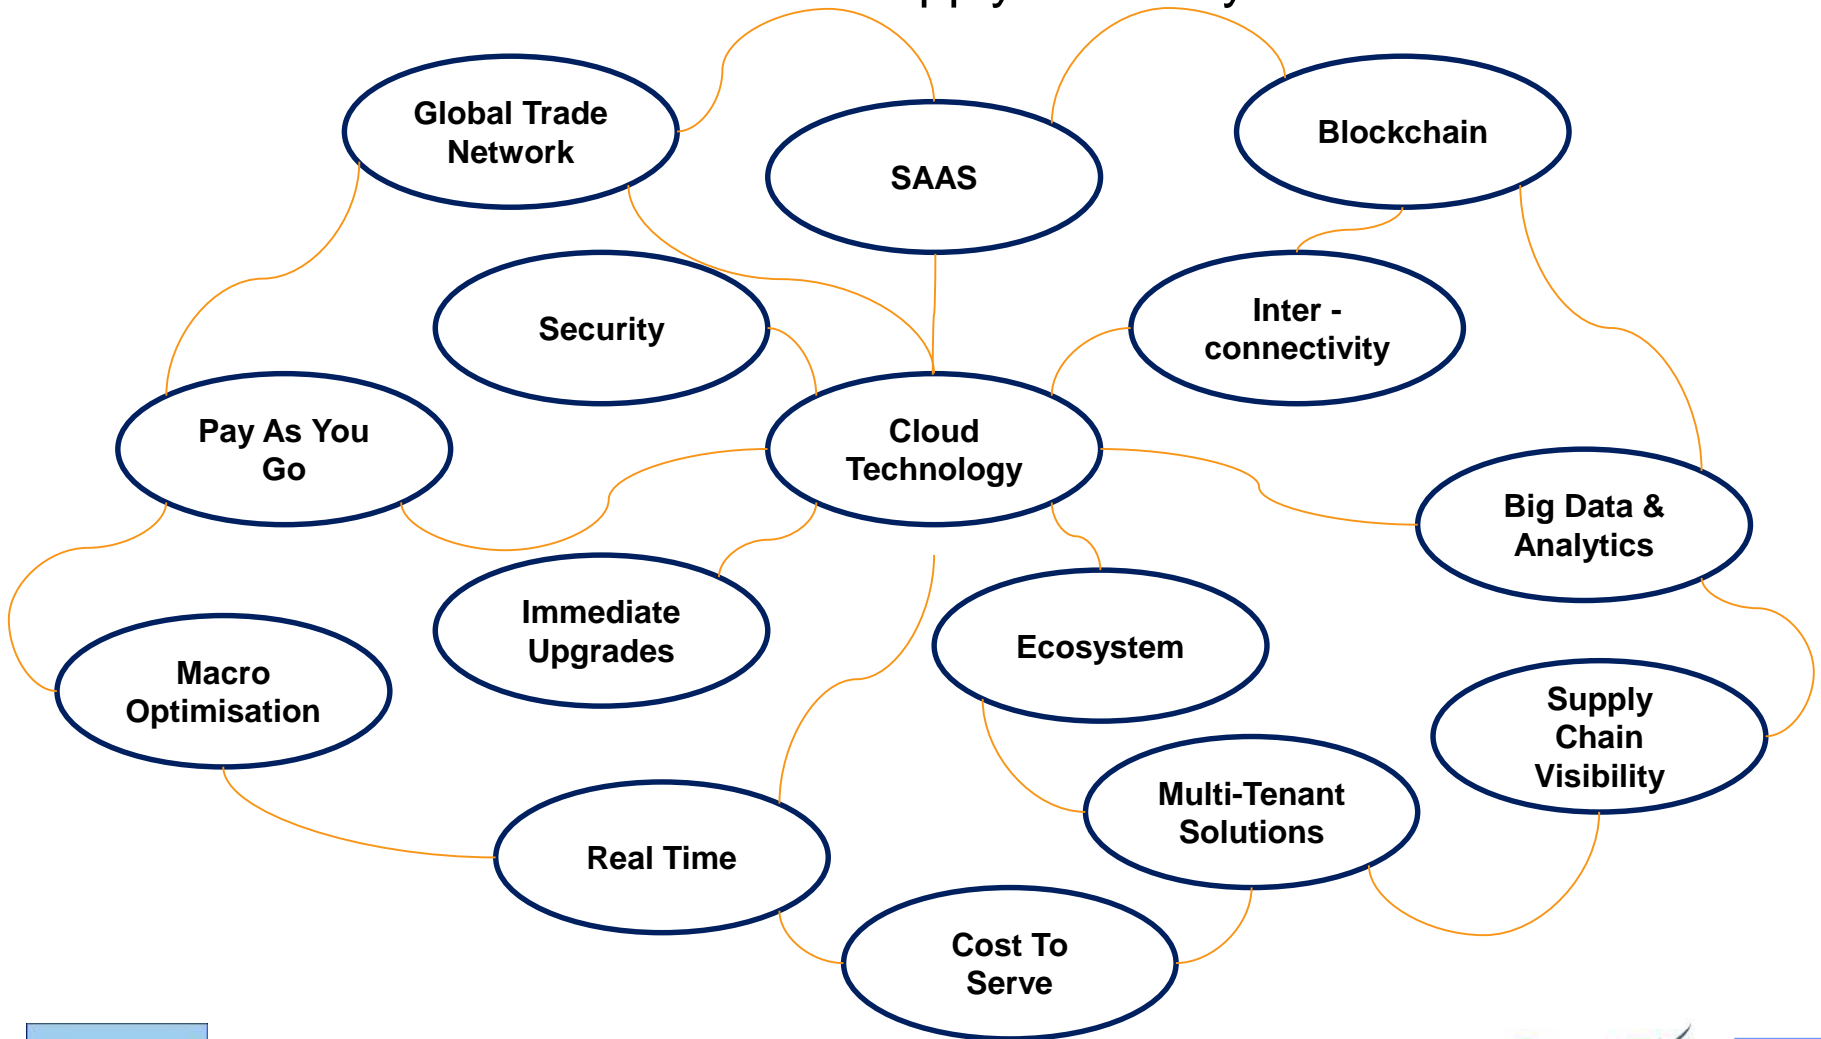 Global Trade
Network
SAAS
Blockchain
Security
Inter -
connectivity
Pay As You
Go
Cloud
Technology
Big Data &
Analytics
Immediate
Upgrades
Ecosystem
Macro
Optimisation
Supply
Chain
Visibility
Multi-Tenant
Solutions
Real Time
Cost To
Serve